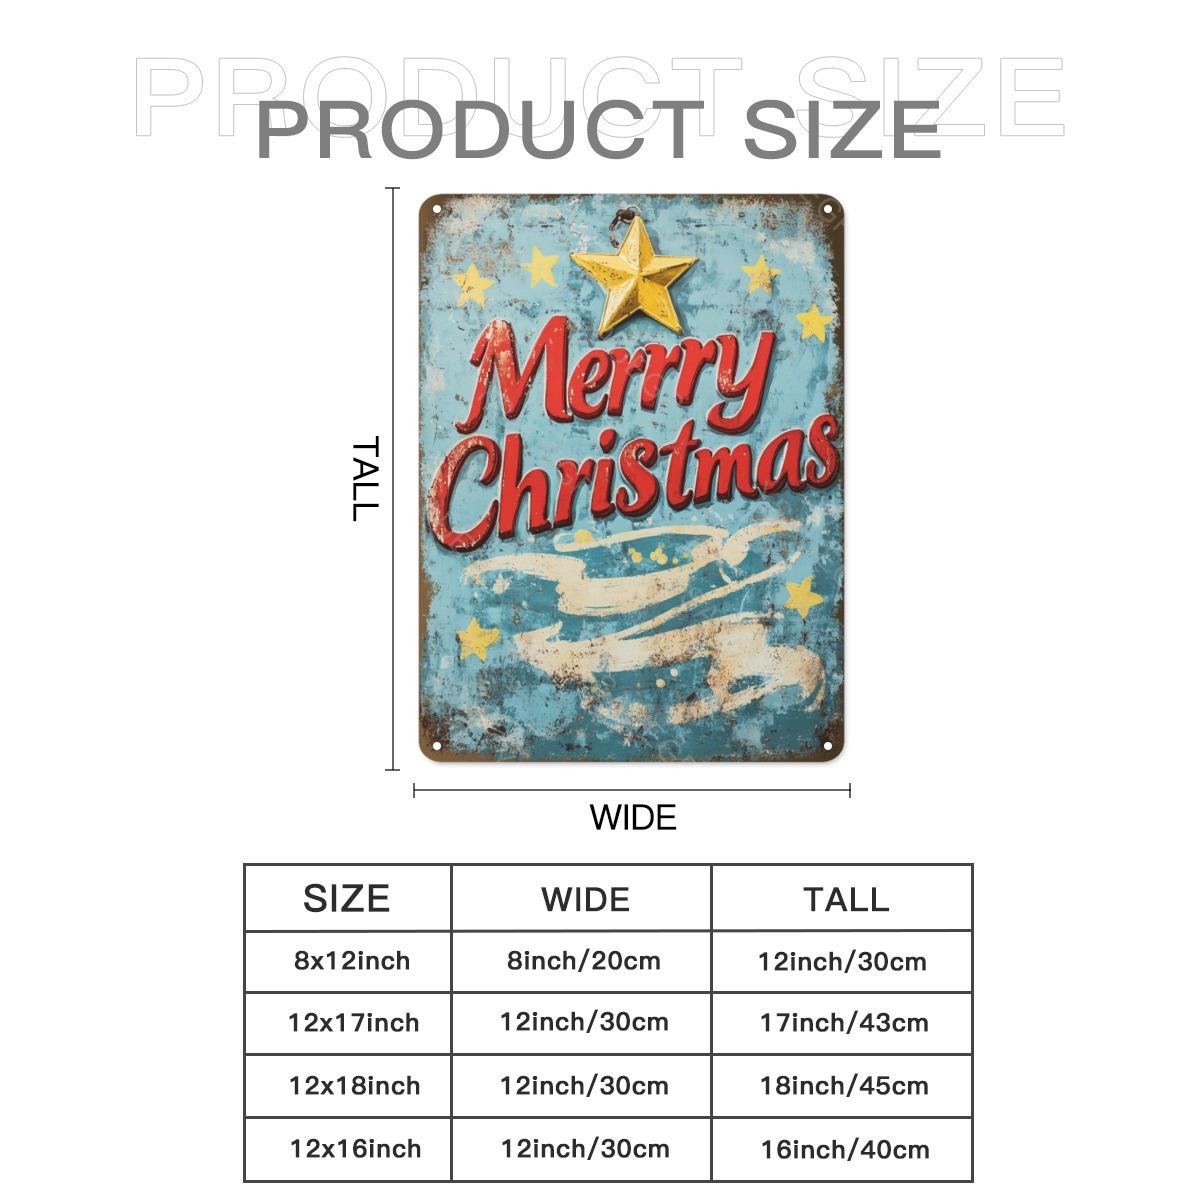 PRODUCT SIZE
PRODUCT SIZE
Merrry
Christmas
TALL
WIDE
SIZE WIDE TALL
8x12inch 8inch/20cm 12inch/30cm
12x17inch 12inch/30cm 17inch/43cm
12x18inch 12inch/30cm 18inch/45cm
12x16inch 12inch/30cm 16inch/40cm